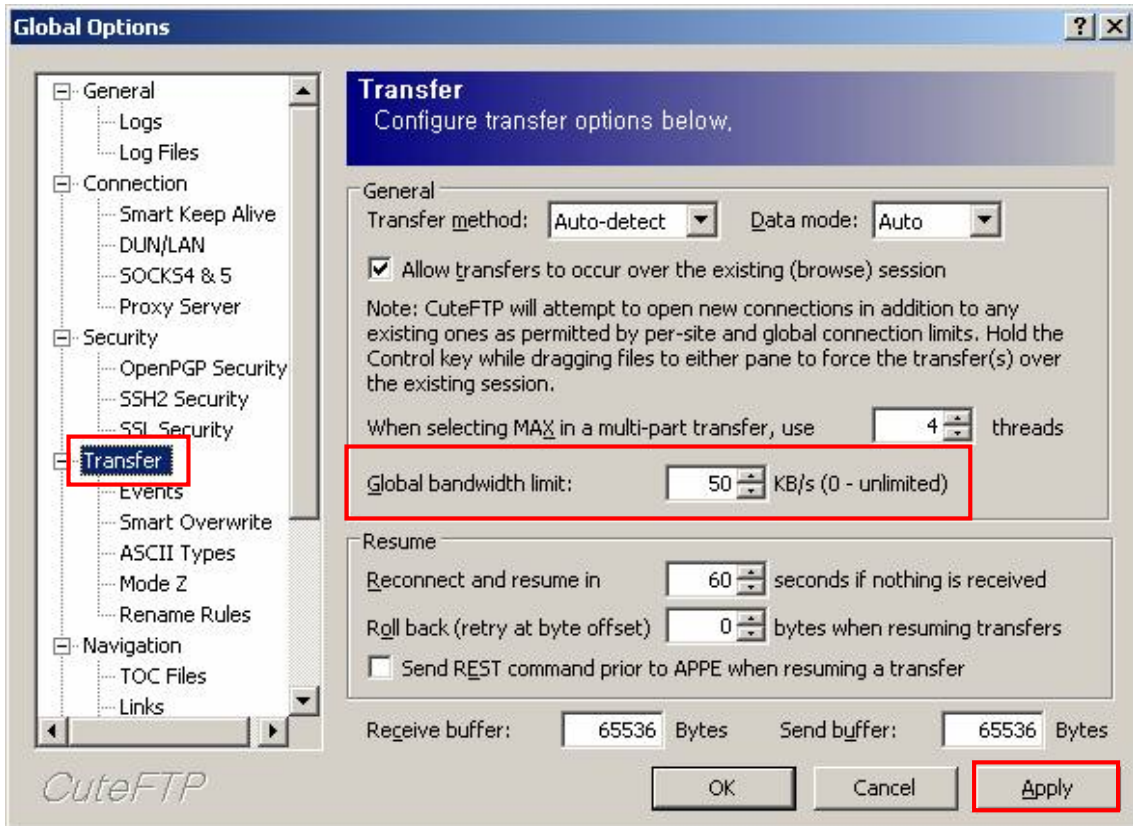 Global Options
General
Logs
Log Files
Connection
Smart Keep Alive
DUN/LAN
SOCKS4 & 5
Proxy Server
Security
OpenPGP Security
SSH2 Security
SSL Security
Transfer
Events
Smart Overwrite
ASCII Types
Mode Z
Rename Rules
Navigation
TOC Files
Links
CuteFTP
Transfer
Configure transfer options below.
General
Transfer method: Auto-detect Data mode: Auto
Allow transfers to occur over the existing (browse) session
Note: CuteFTP will attempt to open new connections in addition to any
existing ones as permitted by per-site and global connection limits. Hold the
Control key while dragging files to either pane to force the transfer(s) over
the existing session.
When selecting MAX in a multi-part transfer, use 4 threads
Global bandwidth limit: 50 KB/s (0 - unlimited)
Resume
Reconnect and resume in 60 seconds if nothing is received
Roll back (retry at byte offset) 0 bytes when resuming transfers
Send REST command prior to APPE when resuming a transfer
Receive buffer: 65536 Bytes Send buffer: 65536 Bytes
OK Cancel Apply